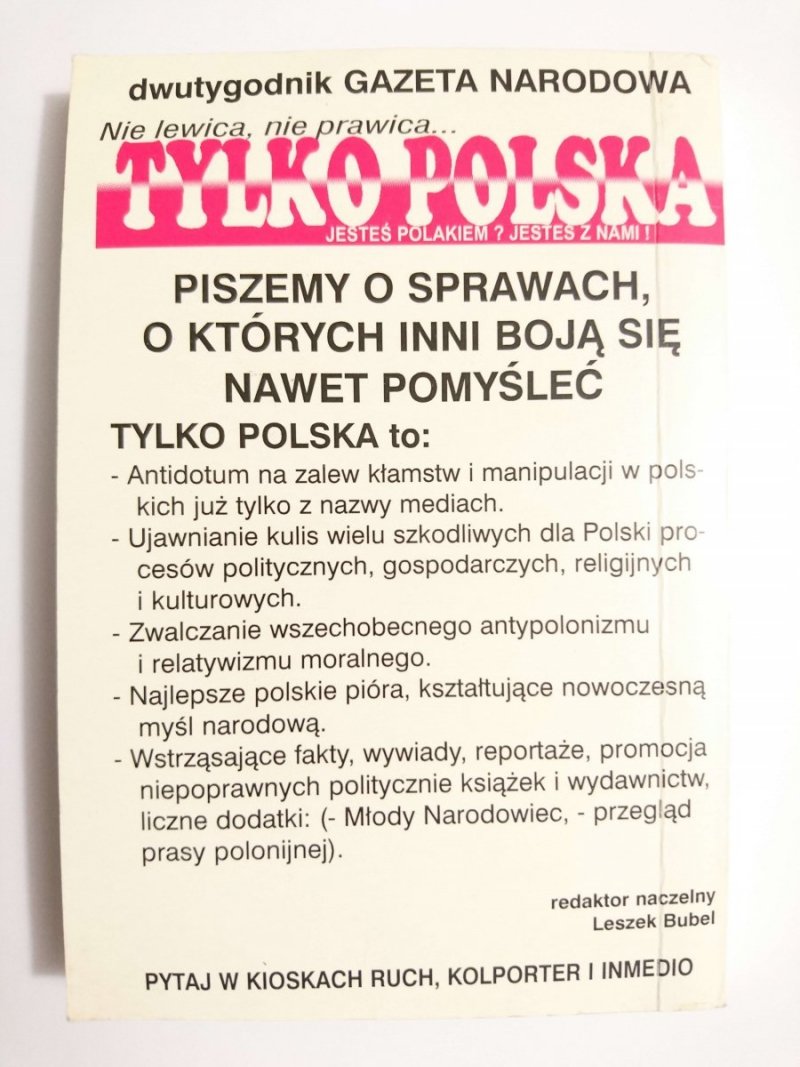 dwutygodnik GAZETA NARODOWA
Nie lewica, nie prawica...
TYLKO POLSKA
JESTEŚ POLAKIEM ? JESTEŚ Z NAMI !
PISZEMY O SPRAWACH,
O KTÓRYCH INNI BOJĄ SIĘ
NAWET POMYŚLEĆ
TYLKO POLSKA to:
- Antidotum na zalew kłamstw i manipulacji w pols-
kich już tylko z nazwy mediach.
- Ujawnianie kulis wielu szkodliwych dla Polski pro-
cesów politycznych, gospodarczych, religijnych
i kulturowych.
- Zwalczanie wszechobecnego antypolonizmu
i relatywizmu moralnego.
- Najlepsze polskie pióra, kształtujące nowoczesną
myśl narodową.
- Wstrząsające fakty, wywiady, reportaże, promocja
niepoprawnych politycznie książek i wydawnictw,
liczne dodatki: (- Młody Narodowiec, - przegląd
prasy polonijnej).
redaktor naczelny
Leszek Bubel
PYTAJ W KIOSKACH RUCH, KOLPORTER I INMEDIO